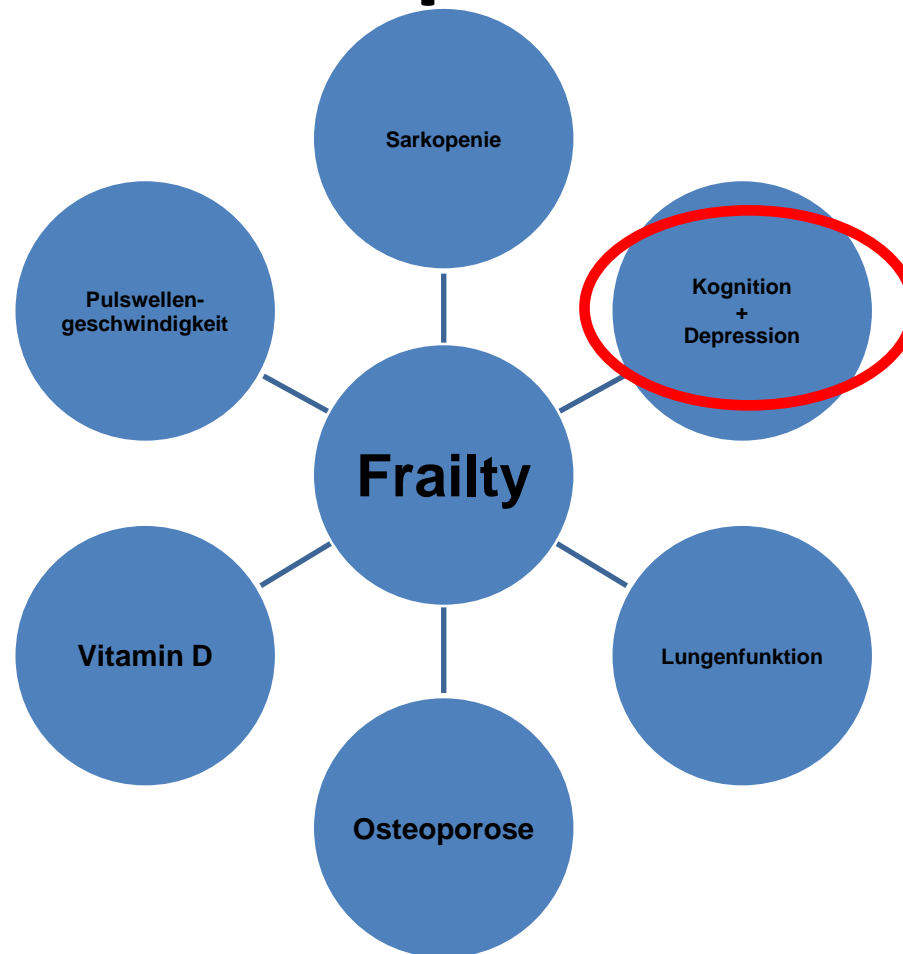 Sarkopenie
Kognition
+
Depression
Pulswellen-
geschwindigkeit
Frailty
Vitamin D
Lungenfunktion
Osteoporose